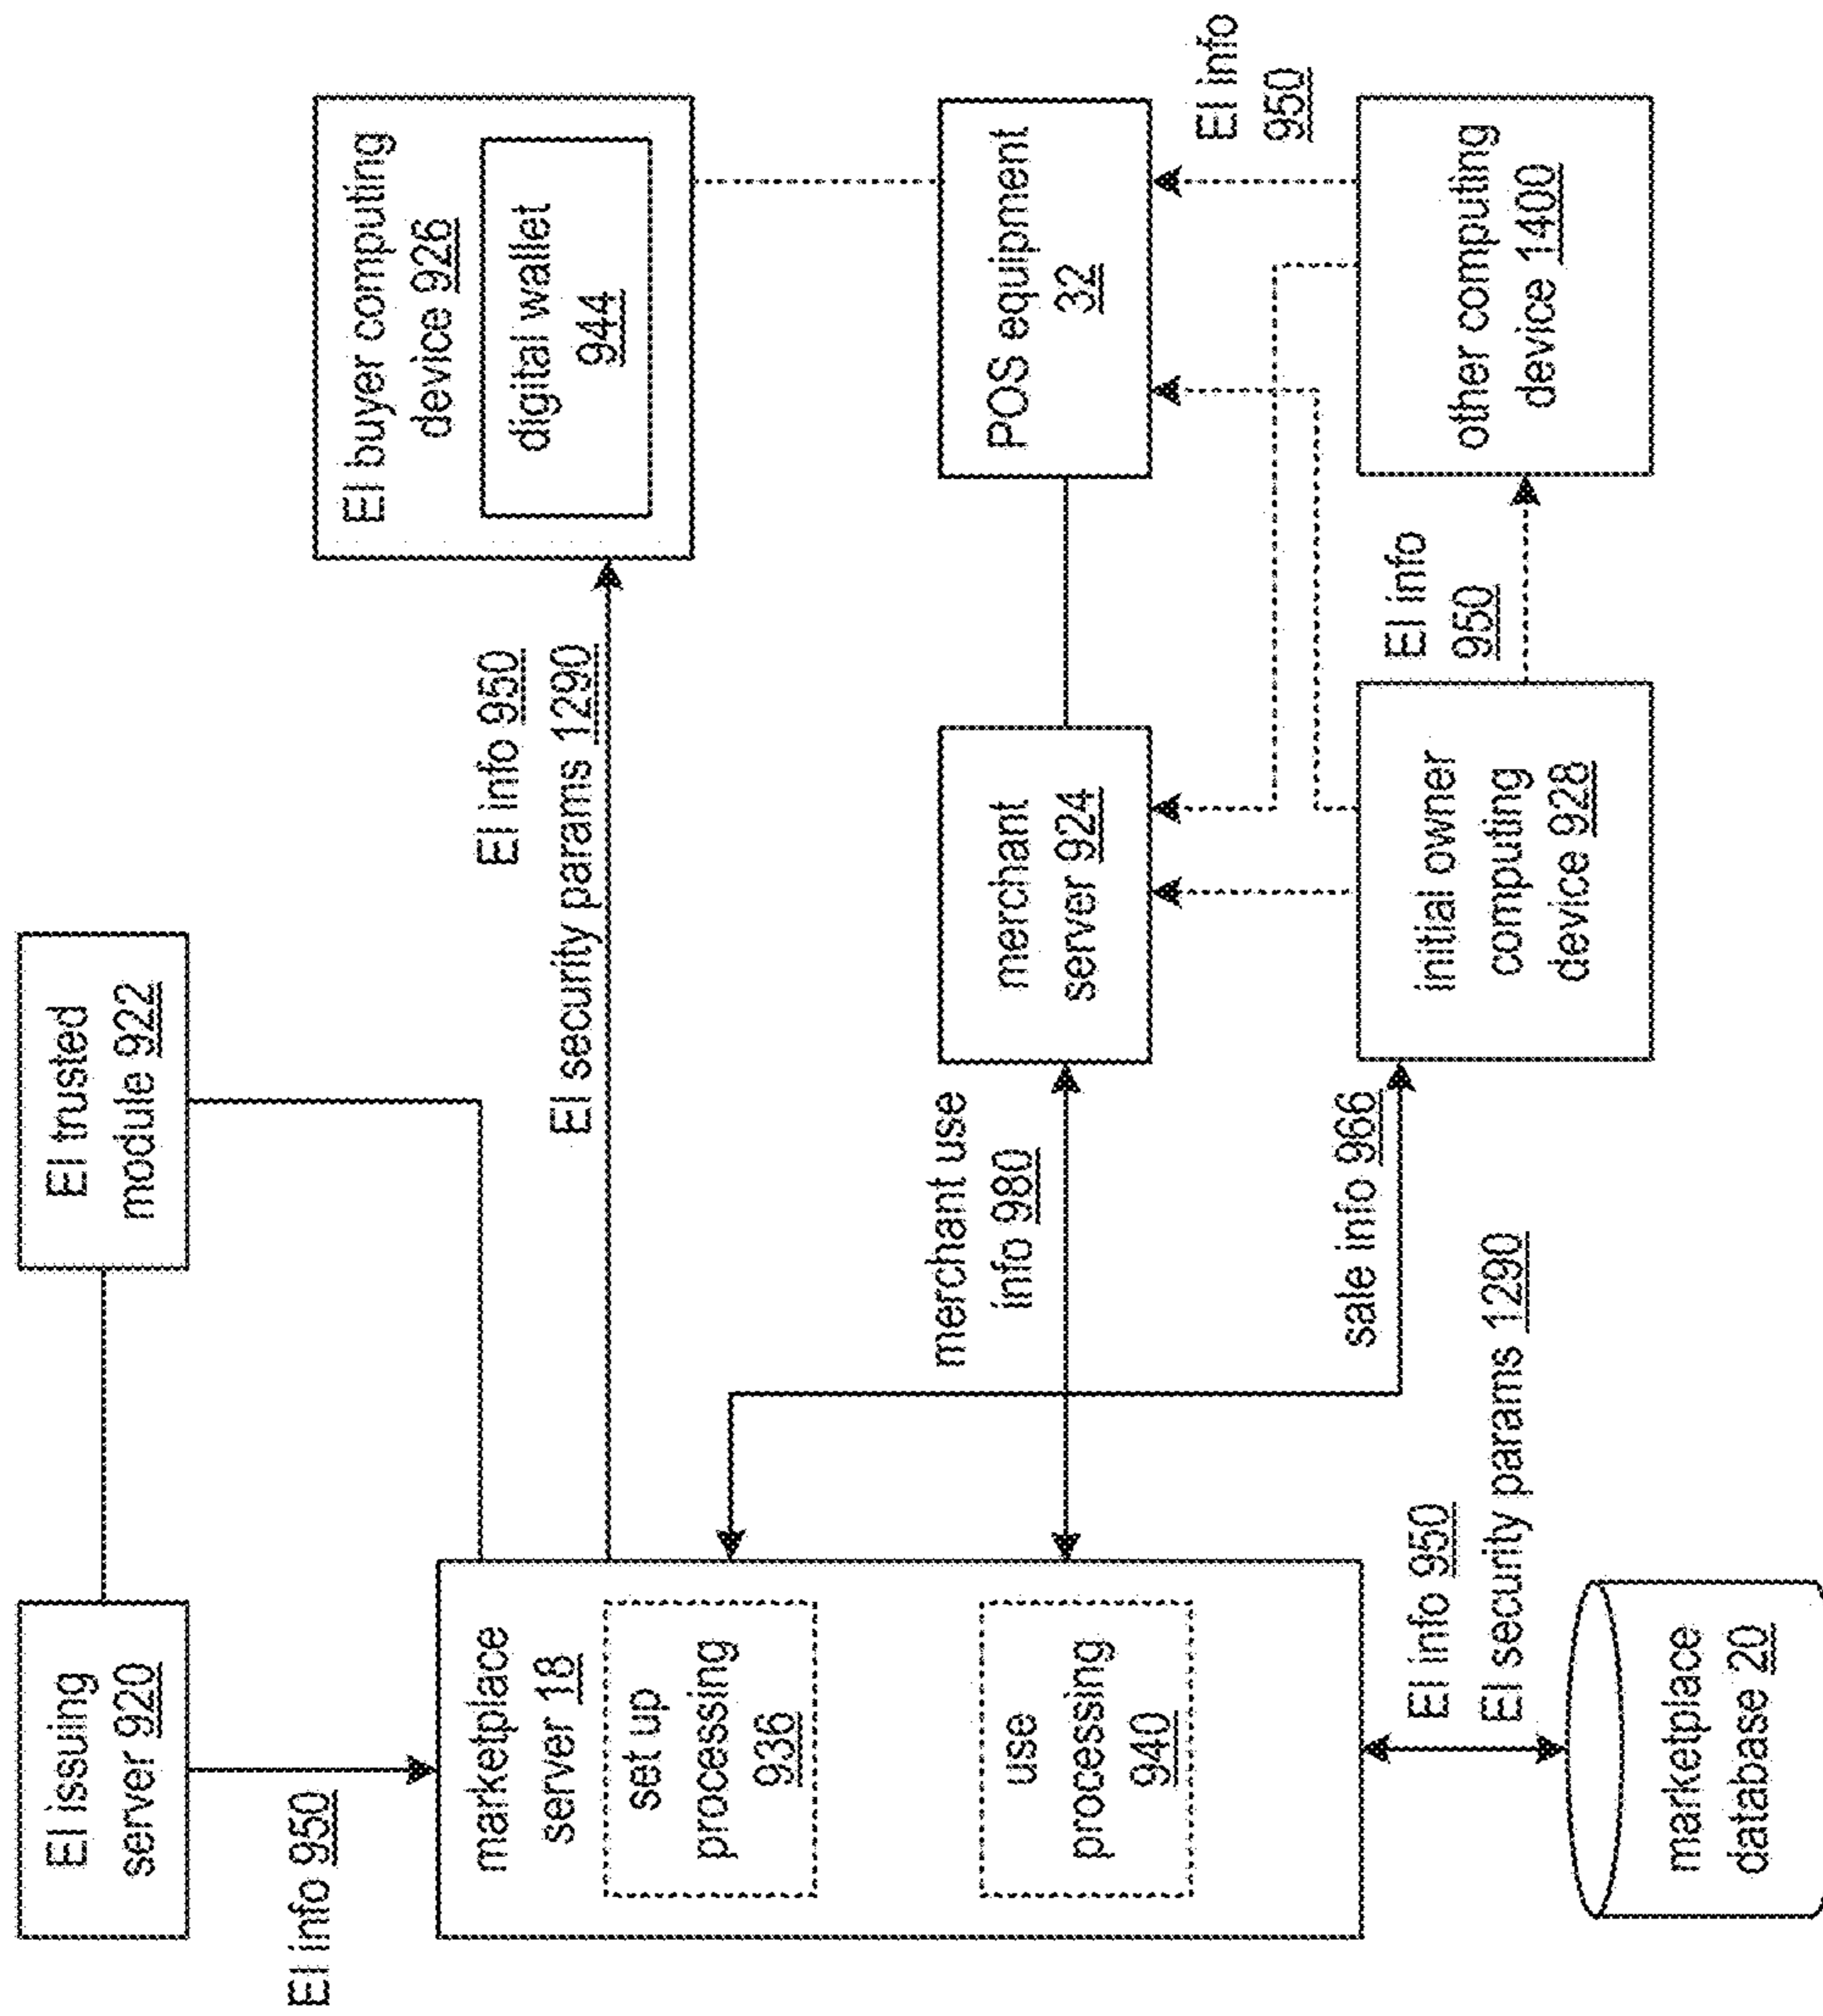 EI issuing
server 920
EI trusted
module 922
EI info 950
marketplace
server 18
set up
processing
936
use
processing
940
EI info 950
EI security params 1290
EI buyer computing
device 926
digital wallet
944
merchant use
info 980
merchant
server 924
POS equipment
32
sale info 966
EI info
950
EI info 950
EI security params 1290
marketplace
database 20
initial owner
computing
device 928
EI info
950
other computing
device 1400